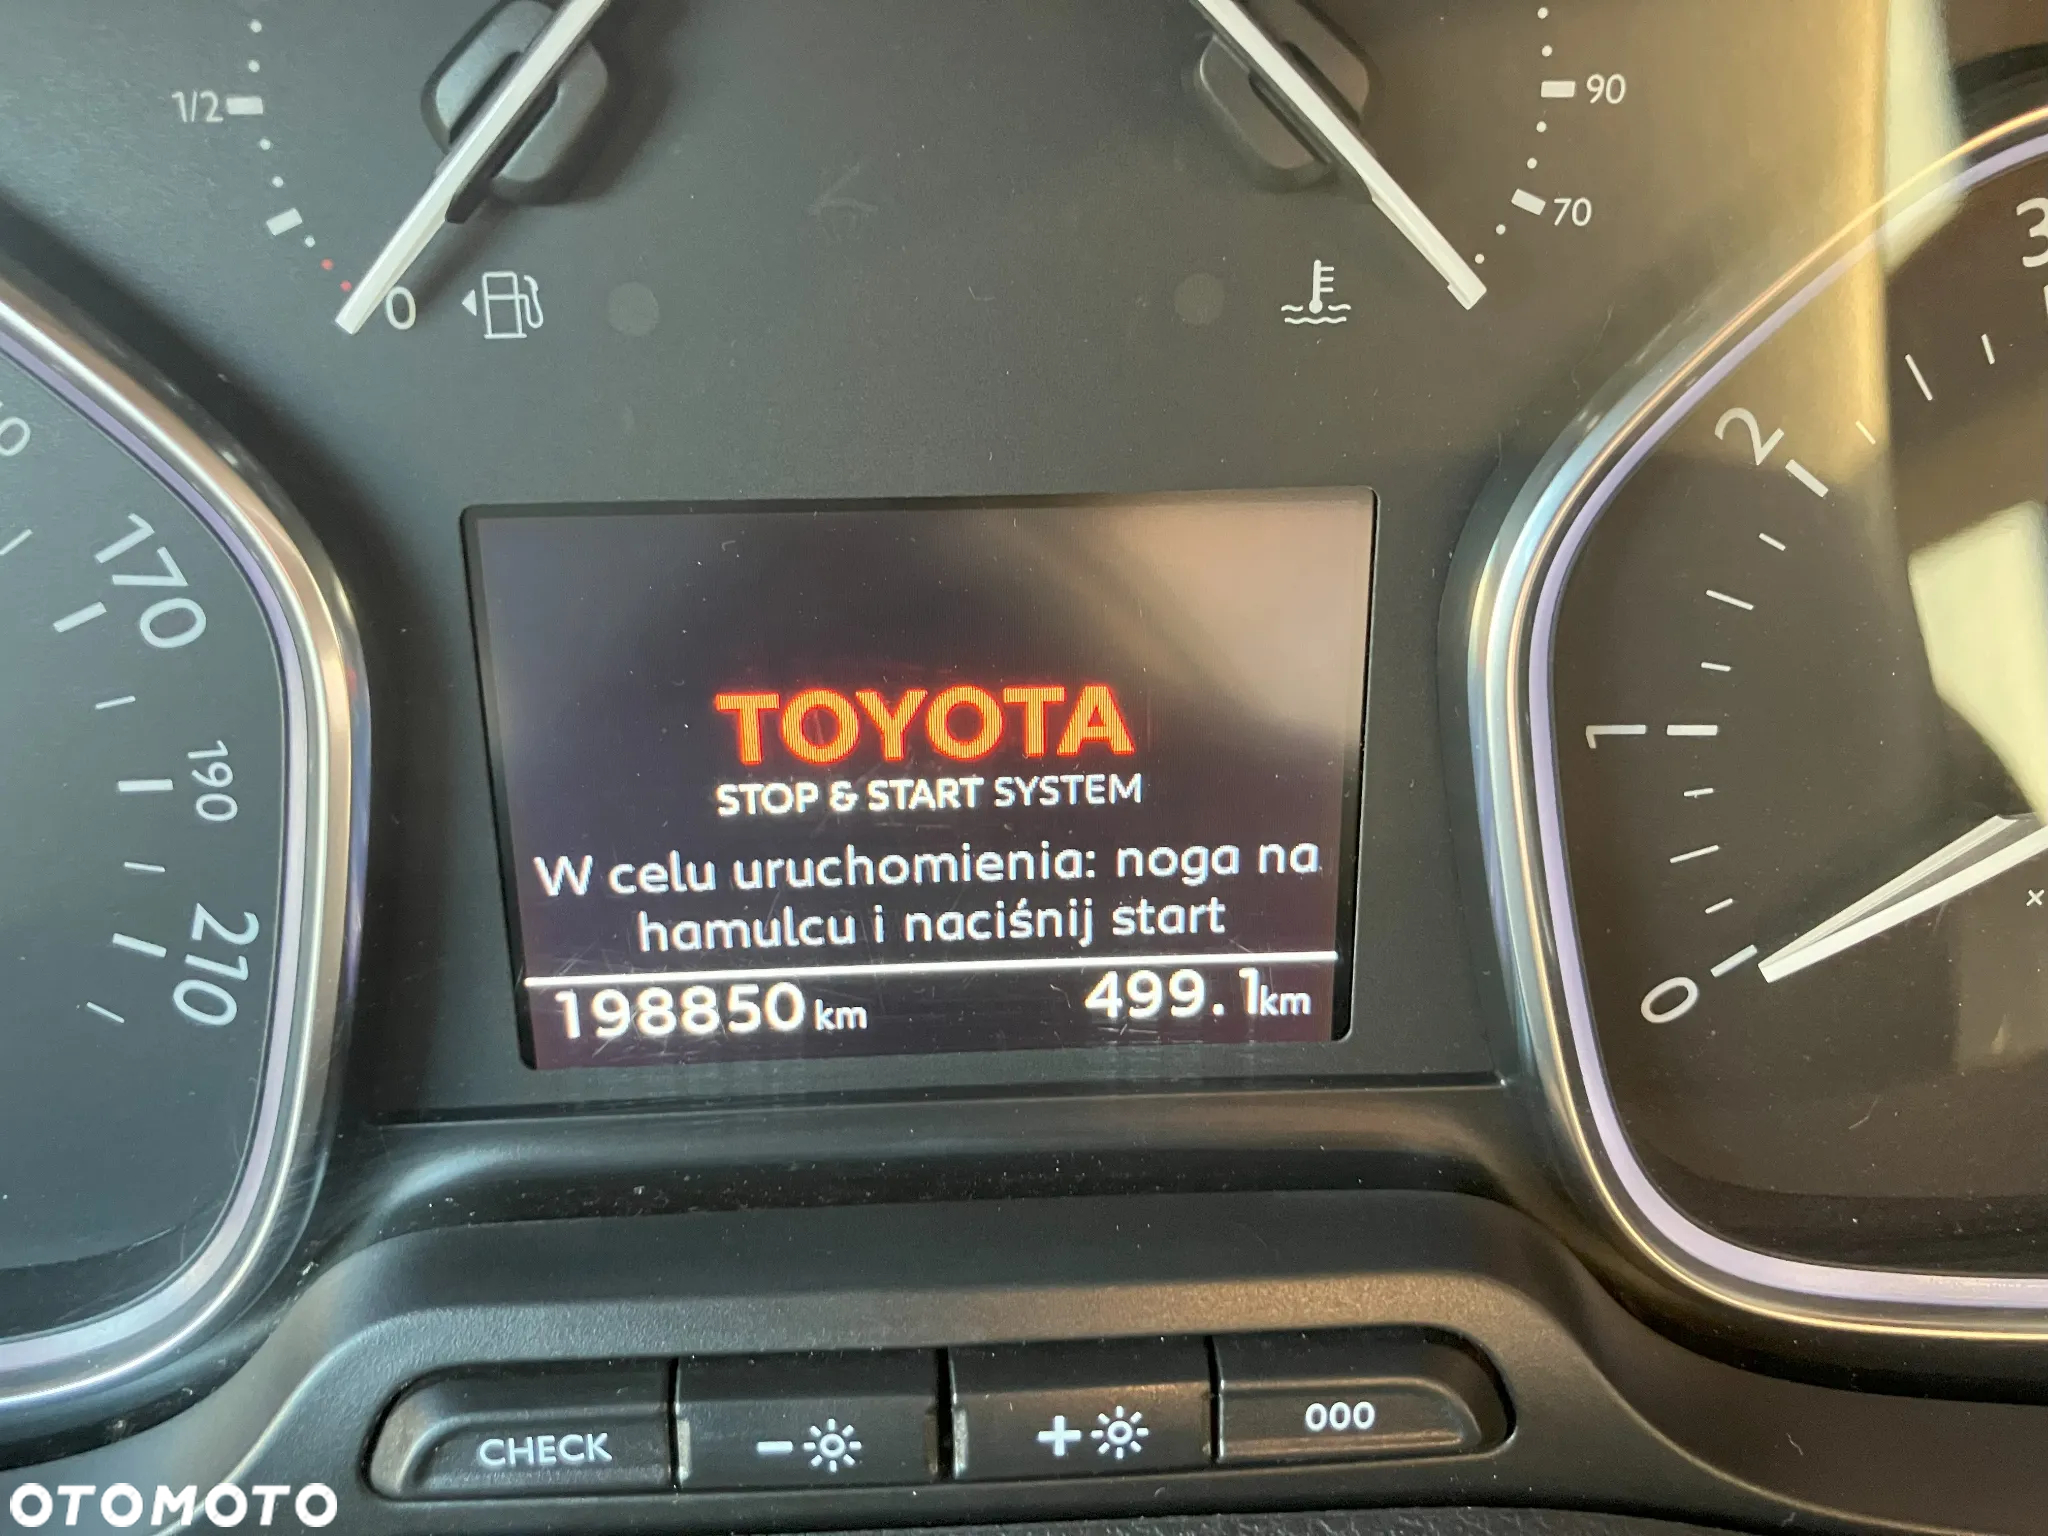 1/2
0
90
70
3
2
1
0
170
190
210
TOYOTA
STOP & START SYSTEM
W celu uruchomienia: noga na
hamulcu i naciśnij start
198850 km
499.1 km
CHECK
000
OTOMOTO